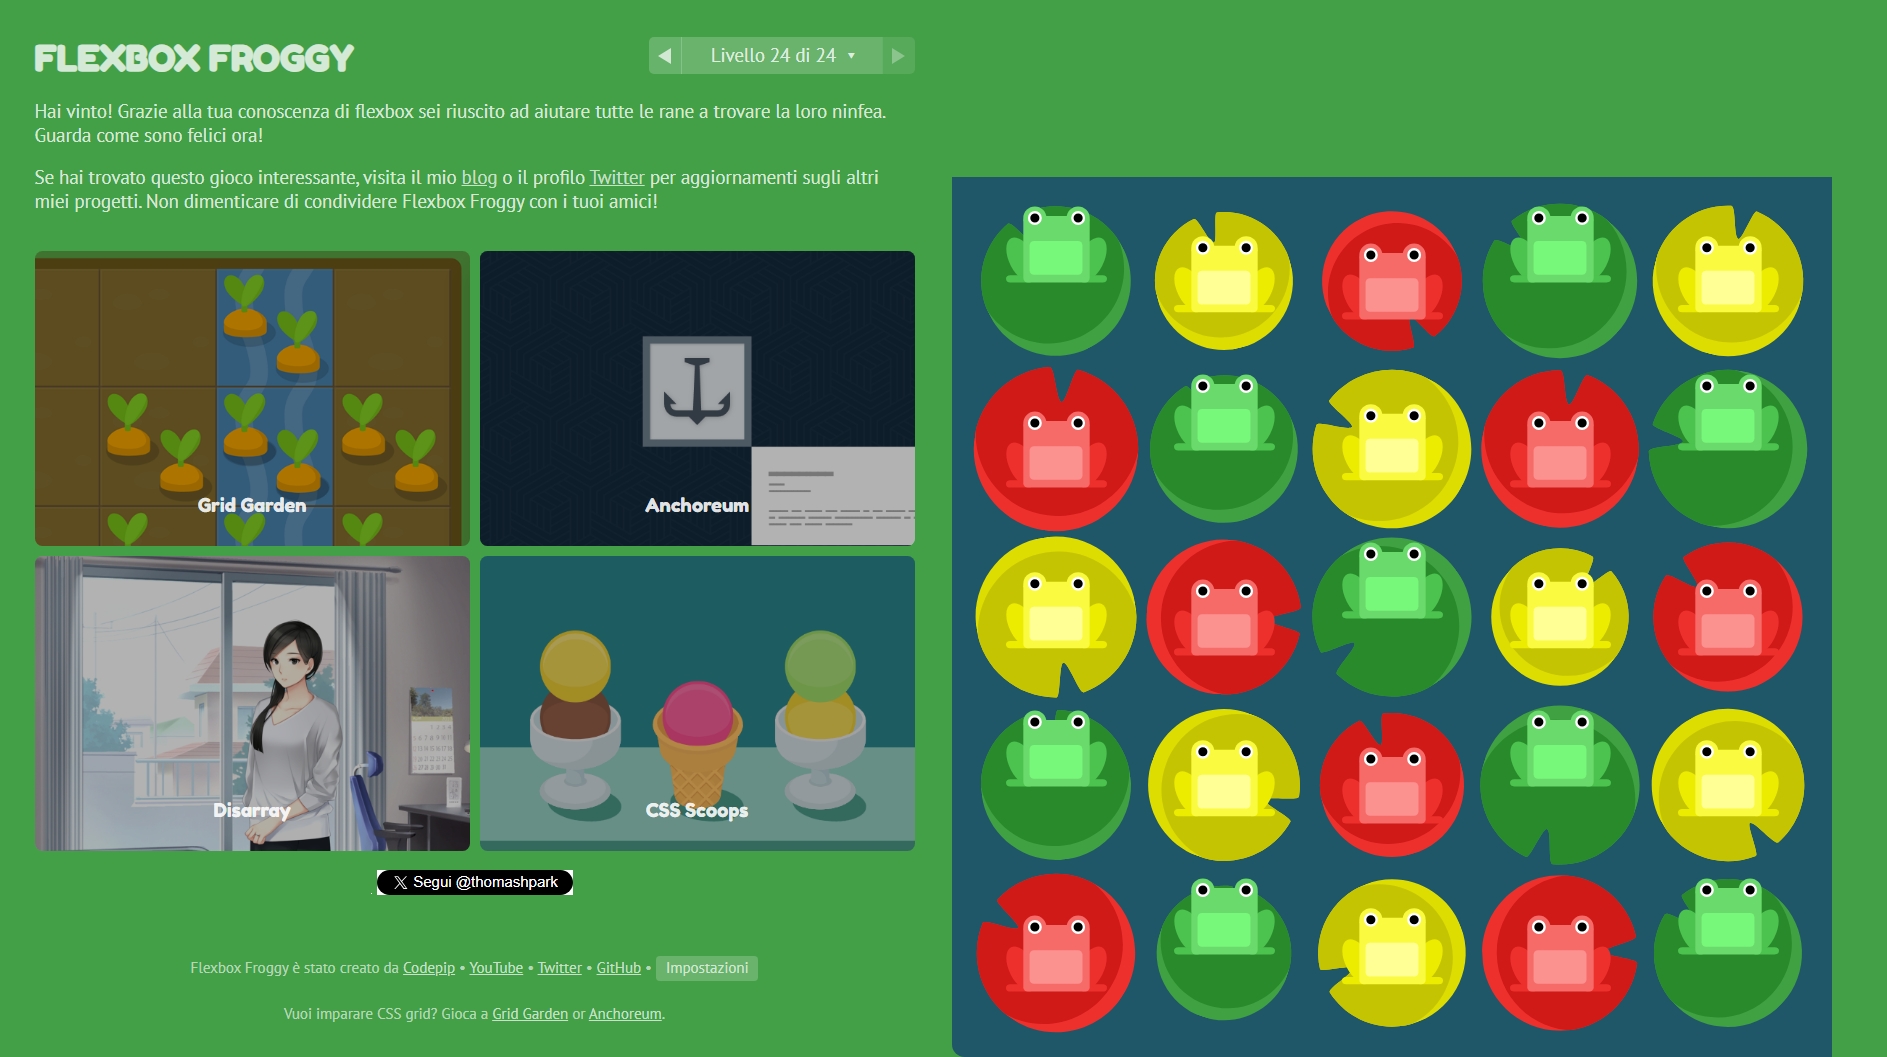 FLEXBOX FROGGY
Livello 24 di 24
Hai vinto! Grazie alla tua conoscenza di flexbox sei riuscito ad aiutare tutte le rane a trovare la loro ninfea.
Guarda come sono felici ora!
Se hai trovato questo gioco interessante, visita il mio blog o il profilo Twitter per aggiornamenti sugli altri
miei progetti. Non dimenticare di condividere Flexbox Froggy con i tuoi amici!
Grid Garden
Anchoreum
Disarray
CSS Scoops
Segui @thomashpark
Flexbox Froggy è stato creato da Codepip • YouTube • Twitter • GitHub • Impostazioni
Vuoi imparare CSS grid? Gioca a Grid Garden or Anchoreum.